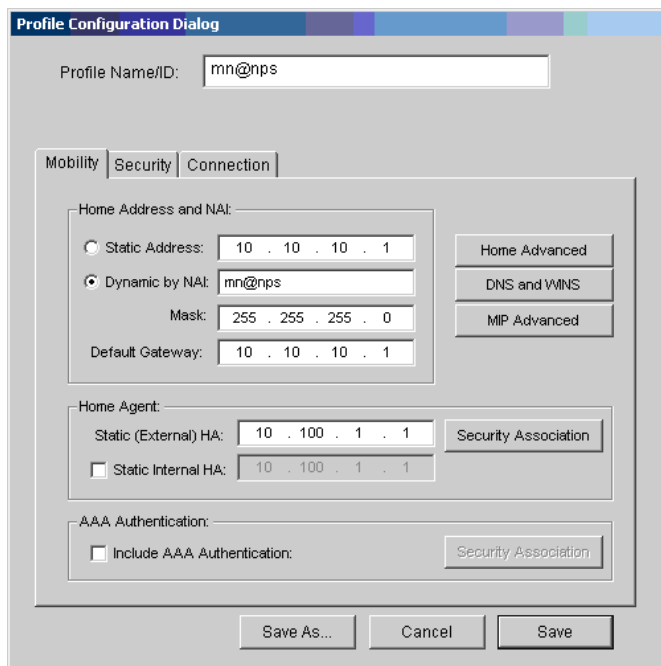 Profile Configuration Dialog
Profile Name/ID: mn@nps
Mobility Security Connection
Home Address and NAI:
Static Address: 10 . 10 . 10 . 1 Home Advanced
Dynamic by NAI: mn@nps DNS and WINS
Mask: 255 . 255 . 255 . 0 MIP Advanced
Default Gateway: 10 . 10 . 10 . 1
Home Agent:
Static (External) HA: 10 . 100 . 1 . 1 Security Association
Static Internal HA: 10 . 100 . 1 . 1
AAA Authentication:
Include AAA Authentication: Security Association
Save As... Cancel Save